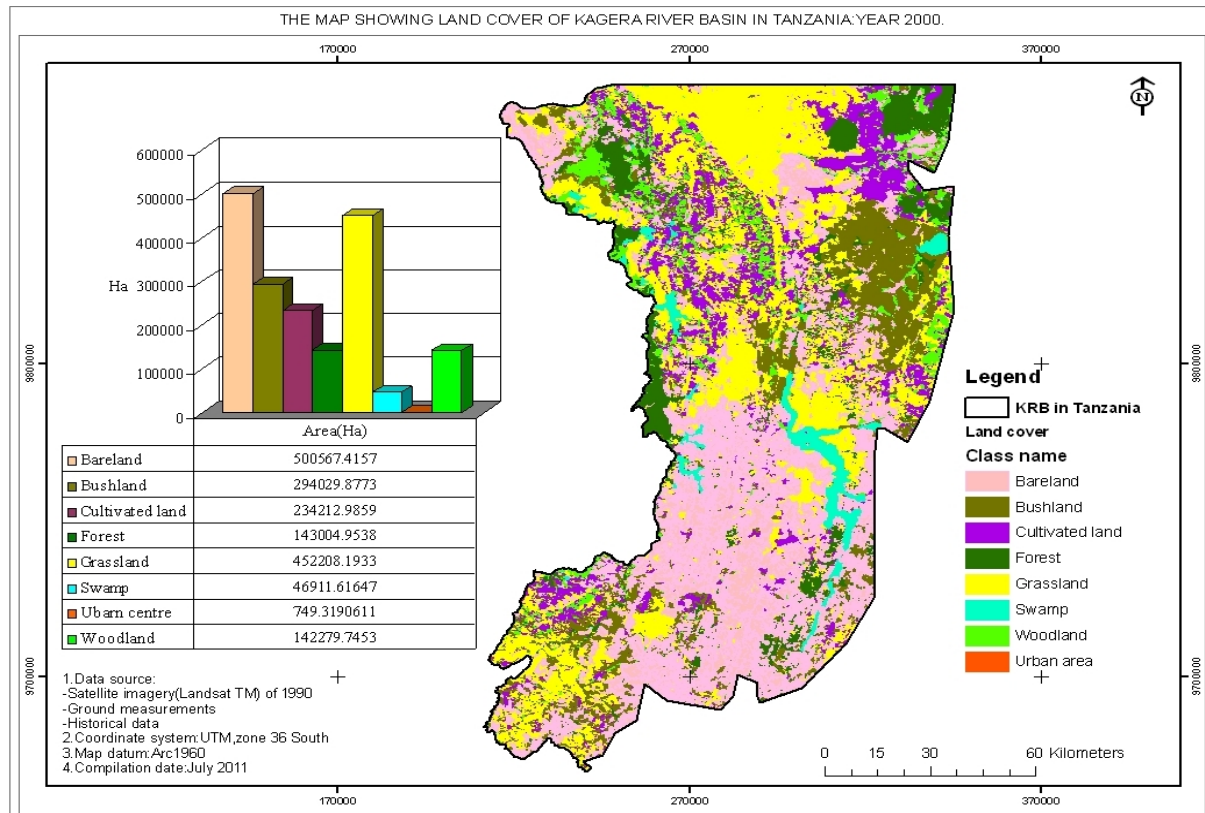 THE MAP SHOWING LAND COVER OF KAGERA RIVER BASIN IN TANZANIA:YEAR 2000.
170000
270000
370000
N
600000
500000
400000
Ha
300000
200000
100000
0
Area(Ha)
Bareland 500567.4157
Bushland 294029.8773
Cultivated land 234212.9859
Forest 143004.9538
Grassland 452208.1933
Swamp 46911.61647
Ubarn centre 749.3190611
Woodland 142279.7453
9800000
9800000
Legend
KRB in Tanzania
Land cover
Class name
Bareland
Bushland
Cultivated land
Forest
Grassland
Swamp
Woodland
Urban area
9700000
9700000
1.Data source:
-Satellite imagery(Landsat TM) of 1990
-Ground measurements
-Historical data
2.Coordinate system:UTM,zone 36 South
3.Map datum:Arc1960
4.Compilation date:July 2011
0 15 30 60 Kilometers
170000
270000
370000